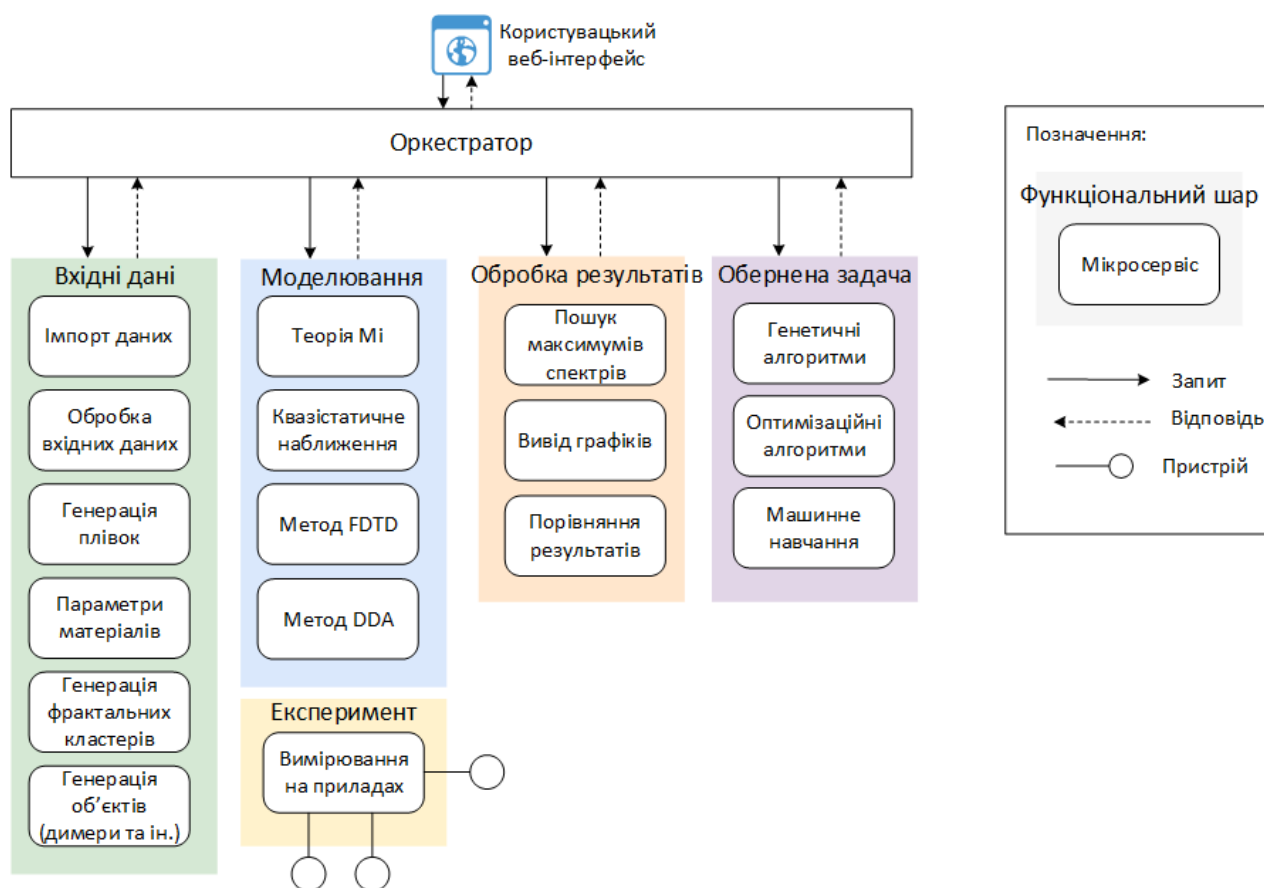 Користувацький
веб-інтерфейс
Оркестратор
Вхідні дані
Імпорт даних
Обробка
вхідних даних
Генерація
плівок
Параметри
матеріалів
Генерація
фрактальних
кластерів
Генерація
об’єктів
(димери та ін.)
Моделювання
Теорія Мі
Квазістатичне
наближення
Метод FDTD
Метод DDA
Експеримент
Вимірювання
на приладах
Обробка результатів
Пошук
максимумів
спектрів
Вивід графіків
Порівняння
результатів
Обернена задача
Генетичні
алгоритми
Оптимізаційні
алгоритми
Машинне
навчання
Позначення:
Функціональний шар
Мікросервіс
Запит
Відповідь
Пристрій